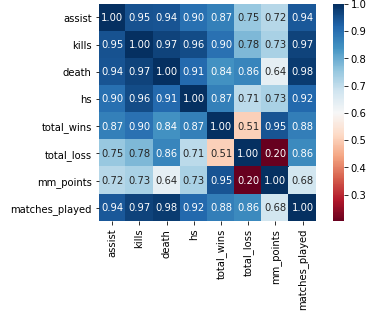 assist 1.00 0.95 0.94 0.90 0.87 0.75 0.72 0.94
kills 0.95 1.00 0.97 0.96 0.90 0.78 0.73 0.97
death 0.94 0.97 1.00 0.91 0.84 0.86 0.64 0.98
hs 0.90 0.96 0.91 1.00 0.87 0.71 0.73 0.92
total_wins 0.87 0.90 0.84 0.87 1.00 0.51 0.95 0.88
total_loss 0.75 0.78 0.86 0.71 0.51 1.00 0.20 0.86
mm_points 0.72 0.73 0.64 0.73 0.95 0.20 1.00 0.68
matches_played 0.94 0.97 0.98 0.92 0.88 0.86 0.68 1.00
assist
kills
death
hs
total_wins
total_loss
mm_points
matches_played
1.0
0.9
0.8
0.7
0.6
0.5
0.4
0.3